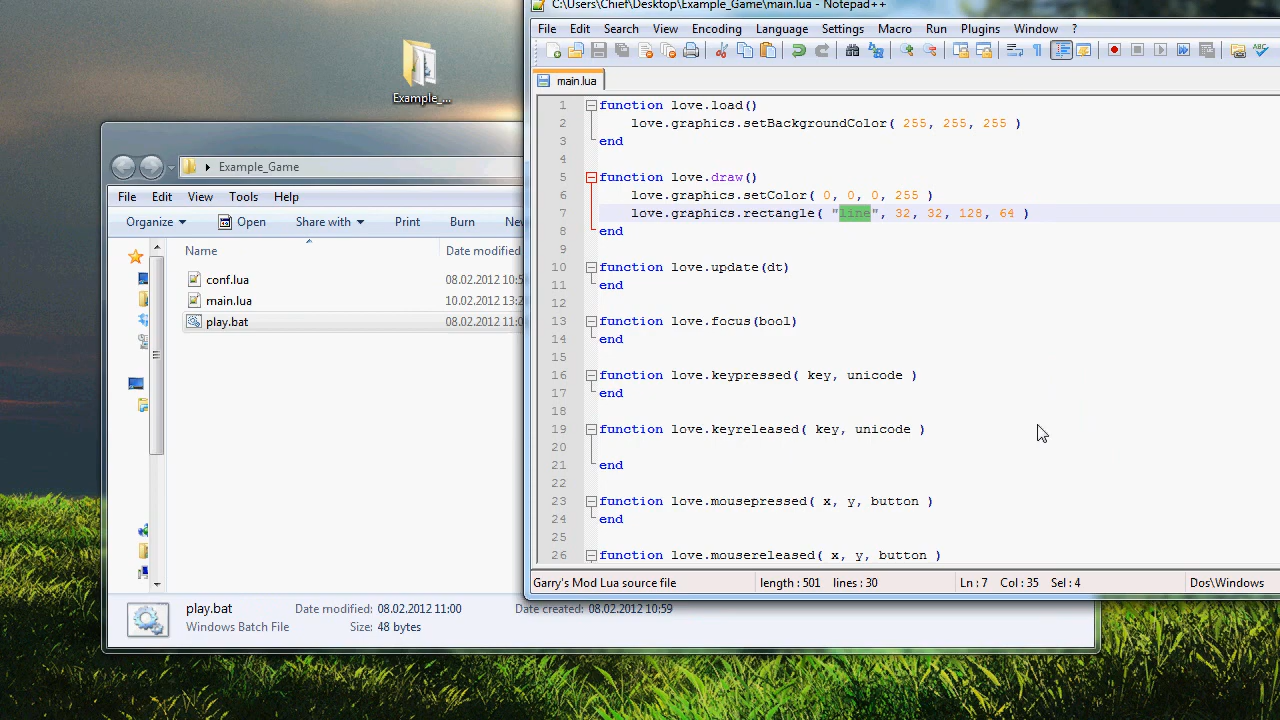 C:\Users\Chief\Desktop\Example_Game\main.lua - Notepad++
File Edit Search View Encoding Language Settings Macro Run Plugins Window ?
main.lua
1 function love.load()
2 love.graphics.setBackgroundColor( 255, 255, 255 )
3 end
4
5 function love.draw()
6 love.graphics.setColor( 0, 0, 0, 255 )
7 love.graphics.rectangle( "line", 32, 32, 128, 64 )
8 end
9
10 function love.update(dt)
11 end
12
13 function love.focus(bool)
14 end
15
16 function love.keypressed( key, unicode )
17 end
18
19 function love.keyreleased( key, unicode )
20
21 end
22
23 function love.mousepressed( x, y, button )
24 end
25
26 function love.mousereleased( x, y, button )
Garry's Mod Lua source file length : 501 lines : 30 Ln : 7 Col : 35 Sel : 4 Dos\Windows
Example_...
Example_Game
File Edit View Tools Help
Organize Open Share with Print Burn
Name Date modified
conf.lua 08.02.2012
main.lua 10.02.2012
play.bat 08.02.2012
play.bat Date modified: 08.02.2012 11:00 Date created: 08.02.2012 10:59
Windows Batch File Size: 48 bytes